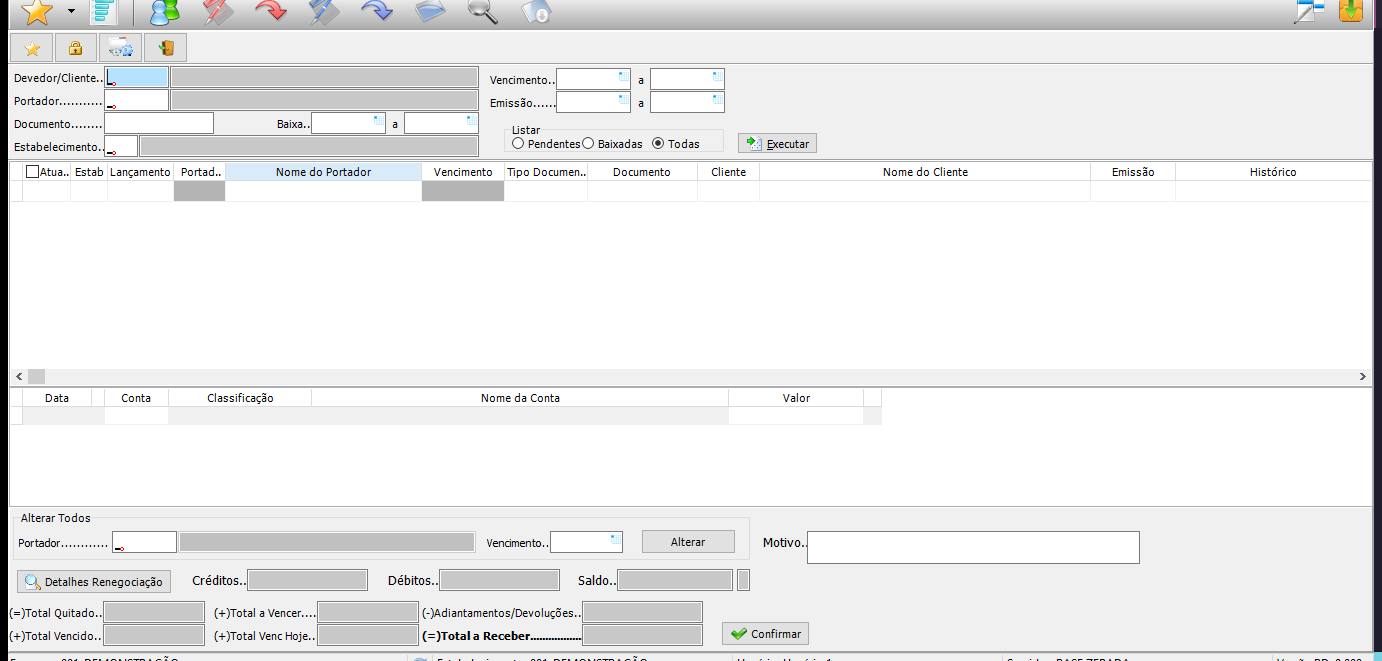 Devedor/Cliente.. Vencimento.. a
Portador........... Emissão...... a
Documento........ Baixa.. a
Listar
Pendentes Baixadas Todas Executar
Estabelecimento..
Atua.. Estab Lançamento Portad.. Nome do Portador Vencimento Tipo Documen.. Documento Cliente Nome do Cliente Emissão Histórico
Data Conta Classificação Nome da Conta Valor
Alterar Todos
Portador............ Vencimento.. Alterar Motivo..
Detalhes Renegociação Créditos.. Débitos.. Saldo..
(=)Total Quitado.. (+)Total a Vencer.... (-)Adiantamentos/Devoluções..
(+)Total Vencido.. (+)Total Venc Hoje.. (=)Total a Receber................. Confirmar